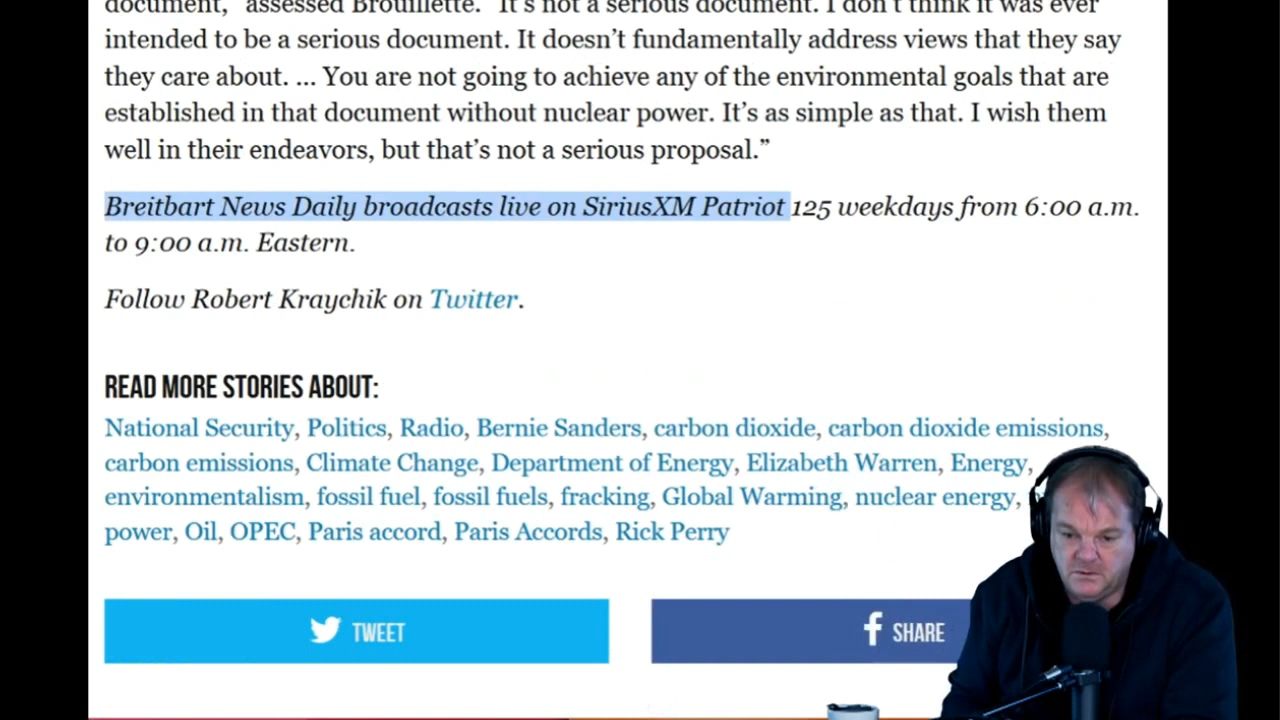 document," assessed Brouillette. "It's not a serious document. I don't think it was ever
intended to be a serious document. It doesn't fundamentally address views that they say
they care about. ... You are not going to achieve any of the environmental goals that are
established in that document without nuclear power. It's as simple as that. I wish them
well in their endeavors, but that's not a serious proposal.”
Breitbart News Daily broadcasts live on SiriusXM Patriot 125 weekdays from 6:00 a.m.
to 9:00 a.m. Eastern.
Follow Robert Kraychik on Twitter.
READ MORE STORIES ABOUT:
National Security, Politics, Radio, Bernie Sanders, carbon dioxide, carbon dioxide emissions,
carbon emissions, Climate Change, Department of Energy, Elizabeth Warren, Energy,
environmentalism, fossil fuel, fossil fuels, fracking, Global Warming, nuclear energy,
power, Oil, OPEC, Paris accord, Paris Accords, Rick Perry
TWEET
SHARE